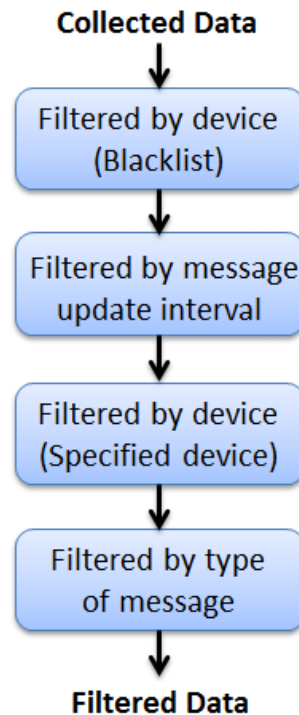 Collected Data
Filtered by device
(Blacklist)
Filtered by message
update interval
Filtered by device
(Specified device)
Filtered by type
of message
Filtered Data